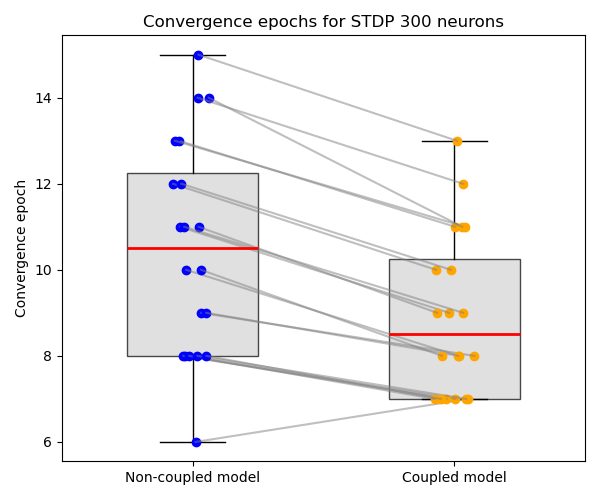 Convergence epochs for STDP 300 neurons
Convergence epoch
14
12
10
8
6
Non-coupled model
Coupled model